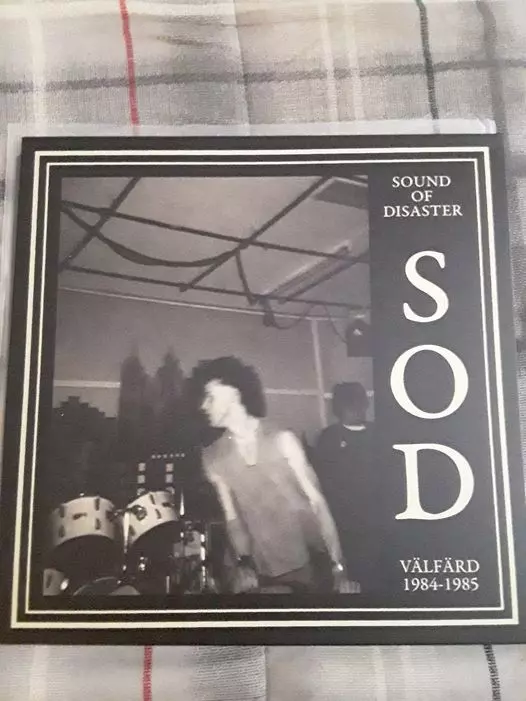 SOUND
OF
DISASTER
S
O
D
VÄLFÄRD
1984-1985